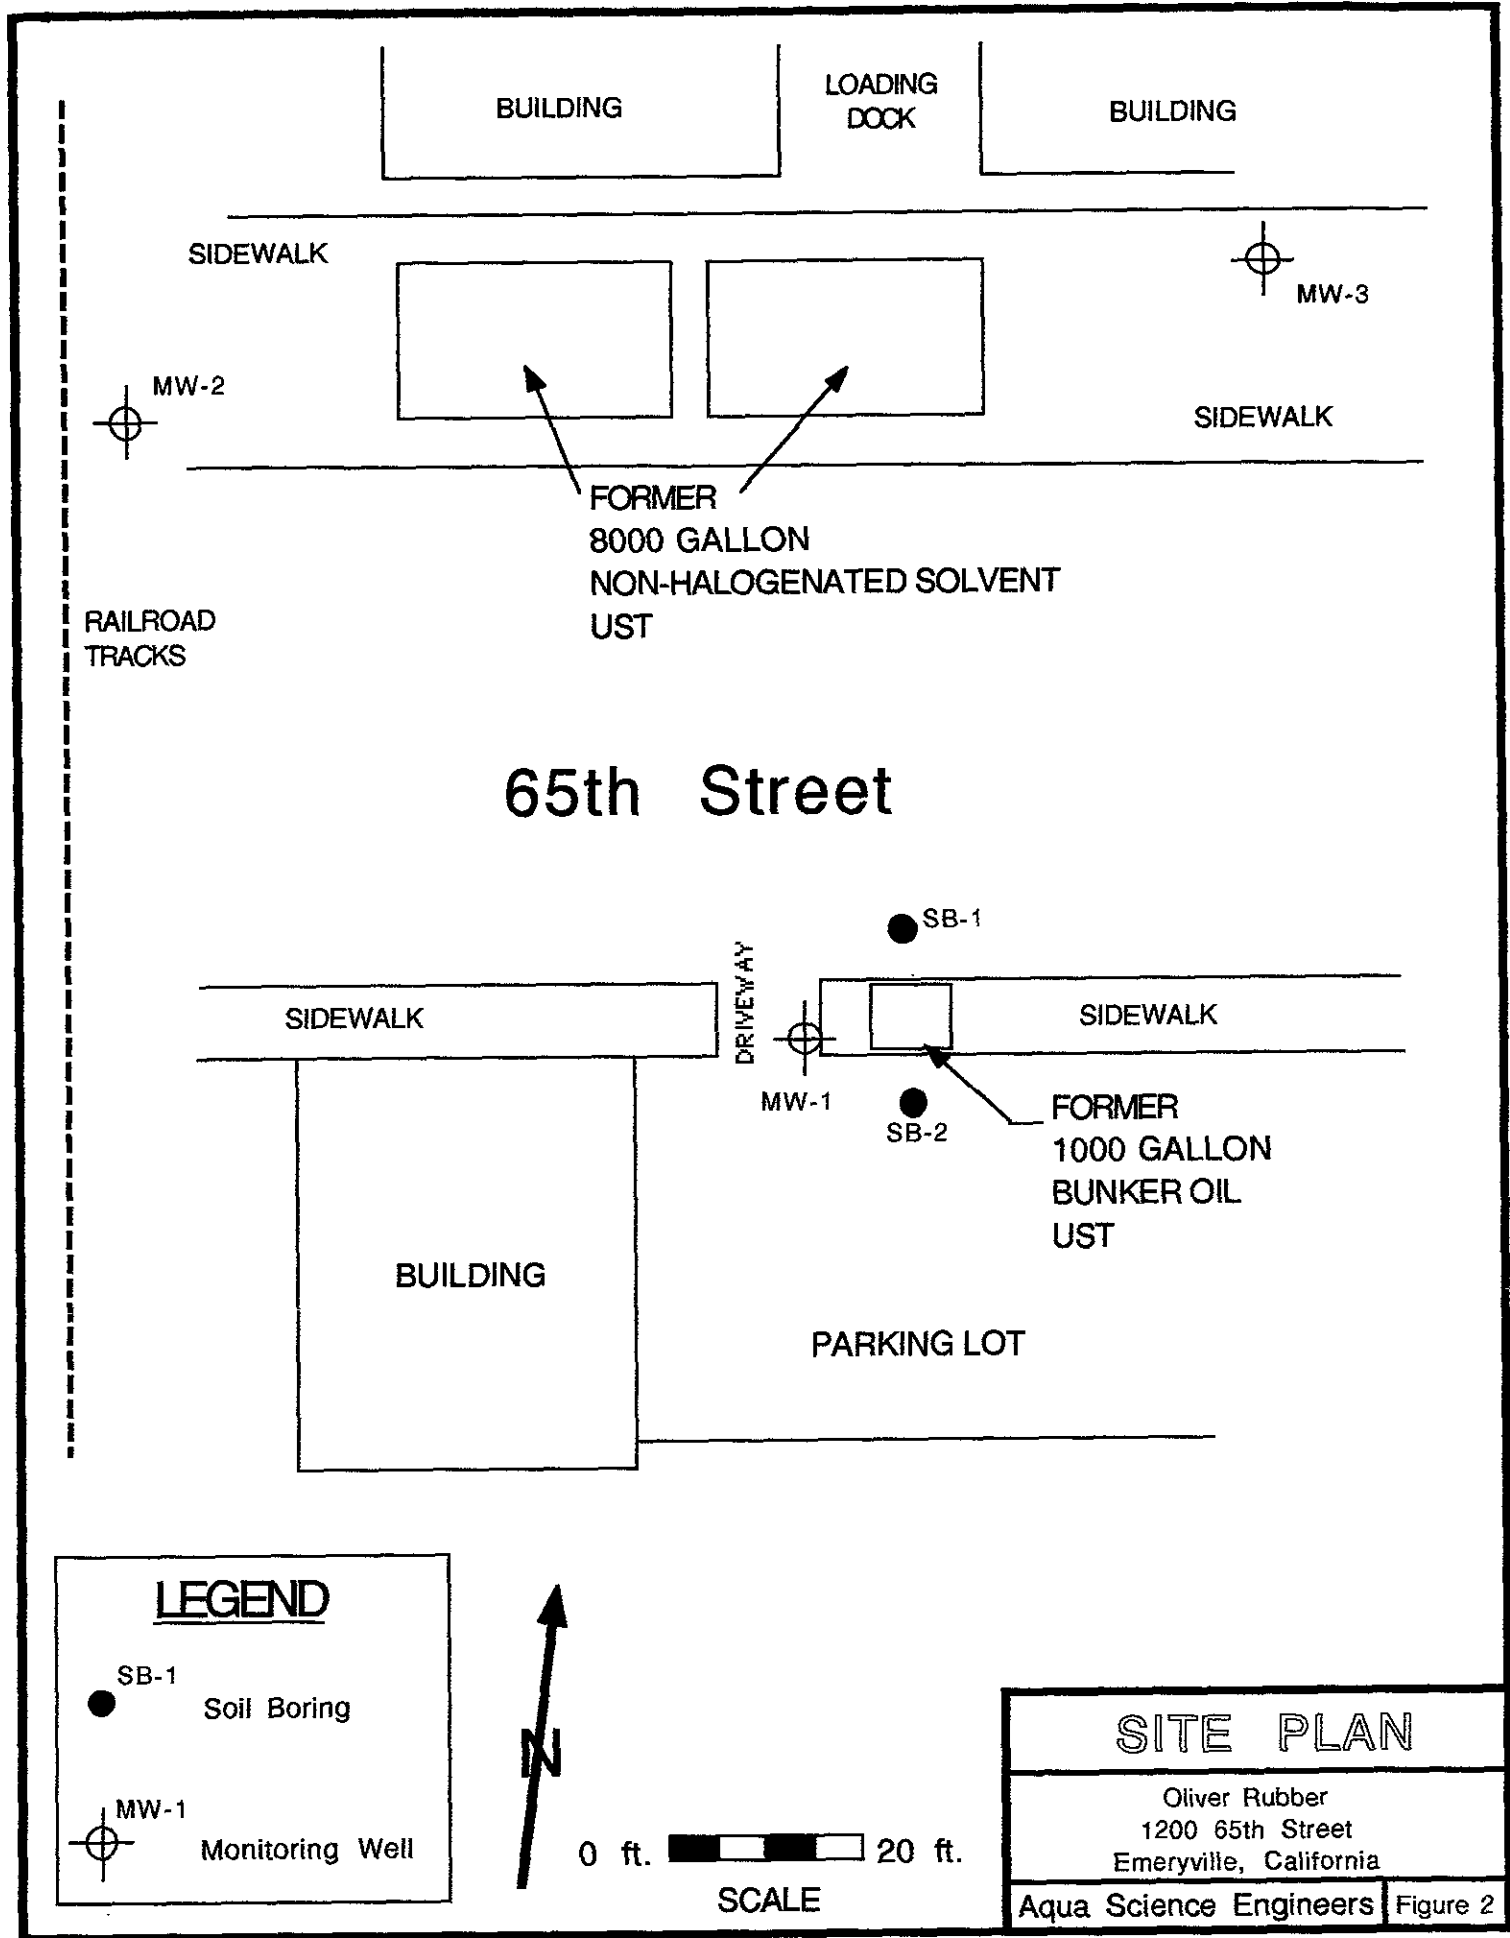 BUILDING
LOADING
DOCK
BUILDING
SIDEWALK
MW-3
MW-2
SIDEWALK
FORMER
8000 GALLON
NON-HALOGENATED SOLVENT
UST
RAILROAD
TRACKS
65th Street
SB-1
DRIVEWAY
SIDEWALK
SIDEWALK
MW-1
SB-2
FORMER
1000 GALLON
BUNKER OIL
UST
BUILDING
PARKING LOT
LEGEND
SB-1
Soil Boring
MW-1
Monitoring Well
N
0 ft.
20 ft.
SCALE
SITE PLAN
Oliver Rubber
1200 65th Street
Emeryville, California
Aqua Science Engineers
Figure 2